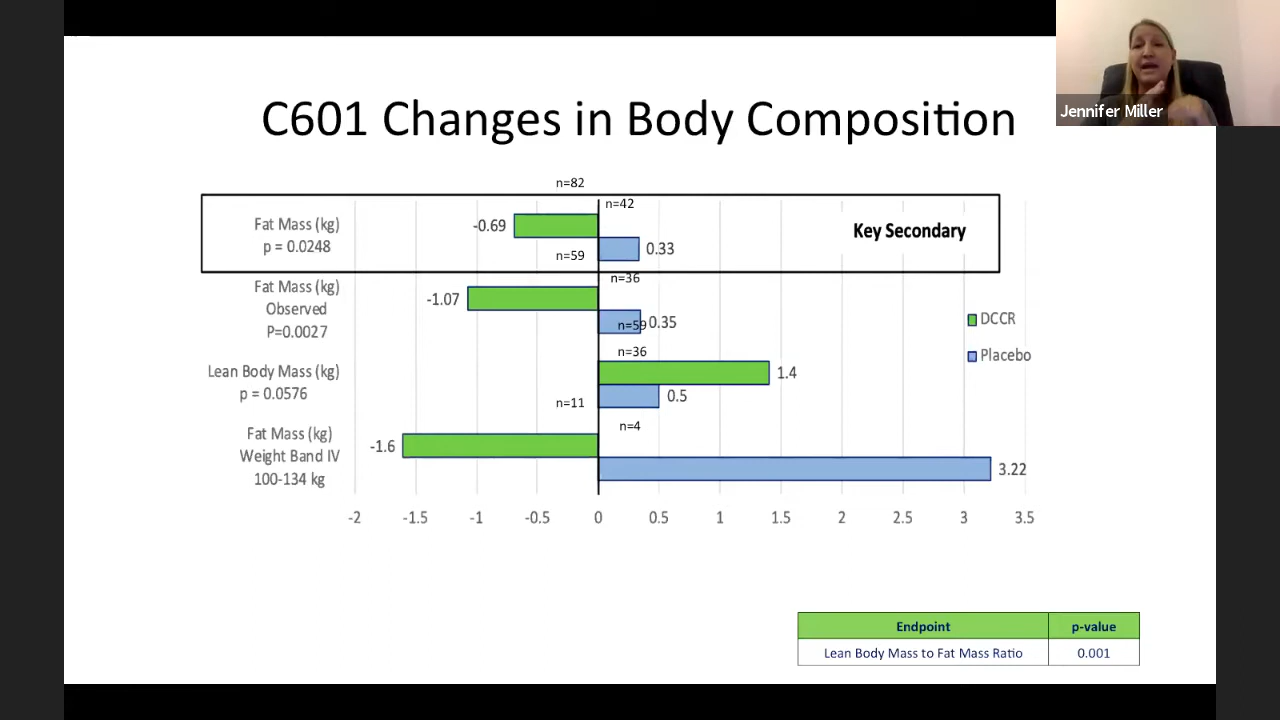 Jennifer Miller
C601 Changes in Body Composition
n=82
n=42
Fat Mass (kg)
p = 0.0248
-0.69
0.33
Key Secondary
n=59
n=36
Fat Mass (kg)
Observed
P=0.0027
-1.07
0.35
n=59
DCCR
Placebo
n=36
Lean Body Mass (kg)
p = 0.0576
1.4
0.5
n=11
n=4
Fat Mass (kg)
Weight Band IV
100-134 kg
-1.6
3.22
-2 -1.5 -1 -0.5 0 0.5 1 1.5 2 2.5 3 3.5
Endpoint p-value
Lean Body Mass to Fat Mass Ratio 0.001